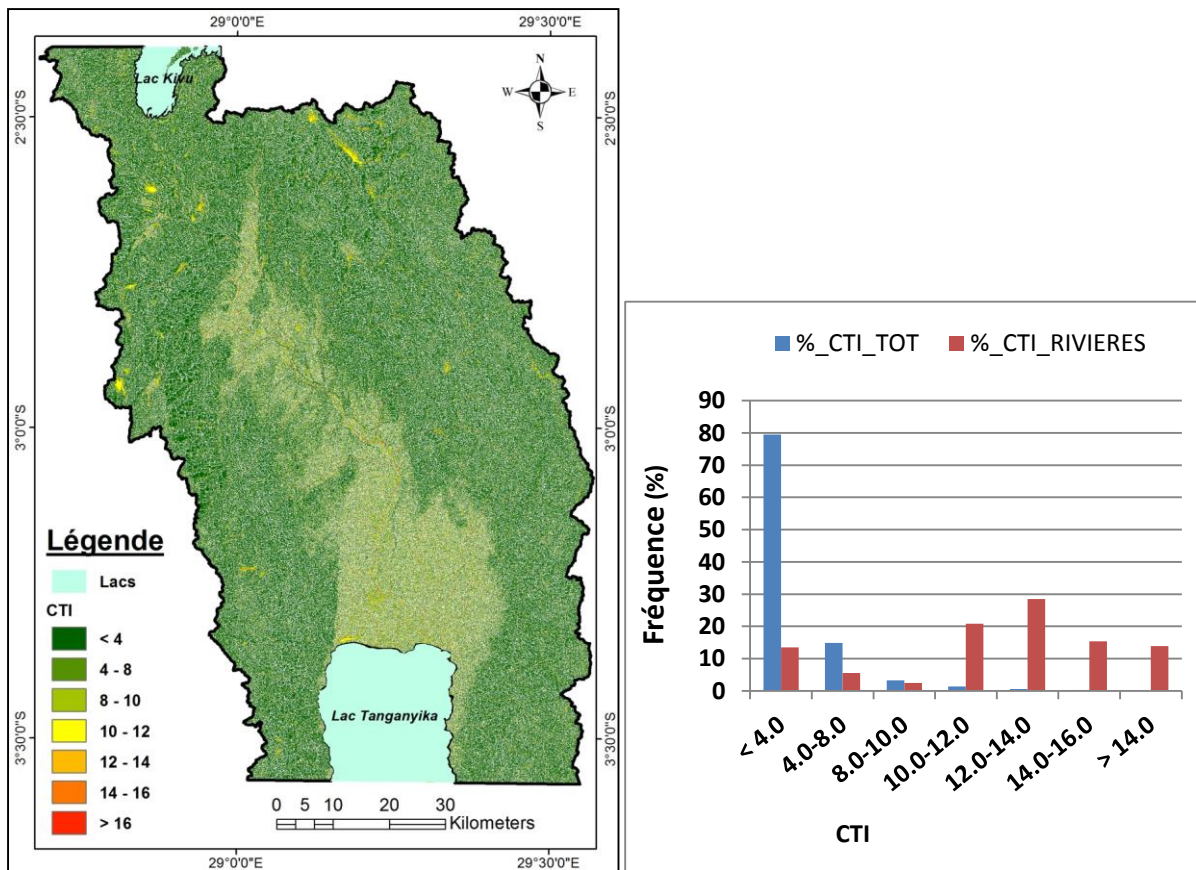 29°0'0"E 29°30'0"E
2°30'0"S 2°30'0"S
Lac Kivu
N
W E
S
3°0'0"S 3°0'0"S
Légende
Lacs
CTI
< 4
4 - 8
8 - 10
10 - 12
12 - 14
14 - 16
> 16
Lac Tanganyika
3°30'0"S 3°30'0"S
0 5 10 20 30
Kilometers
29°0'0"E 29°30'0"E
%_CTI_TOT %_CTI_RIVIERES
Fréquence (%)
90
80
70
60
50
40
30
20
10
0
< 4.0 4.0-8.0 8.0-10.0 10.0-12.0 12.0-14.0 14.0-16.0 > 14.0
CTI